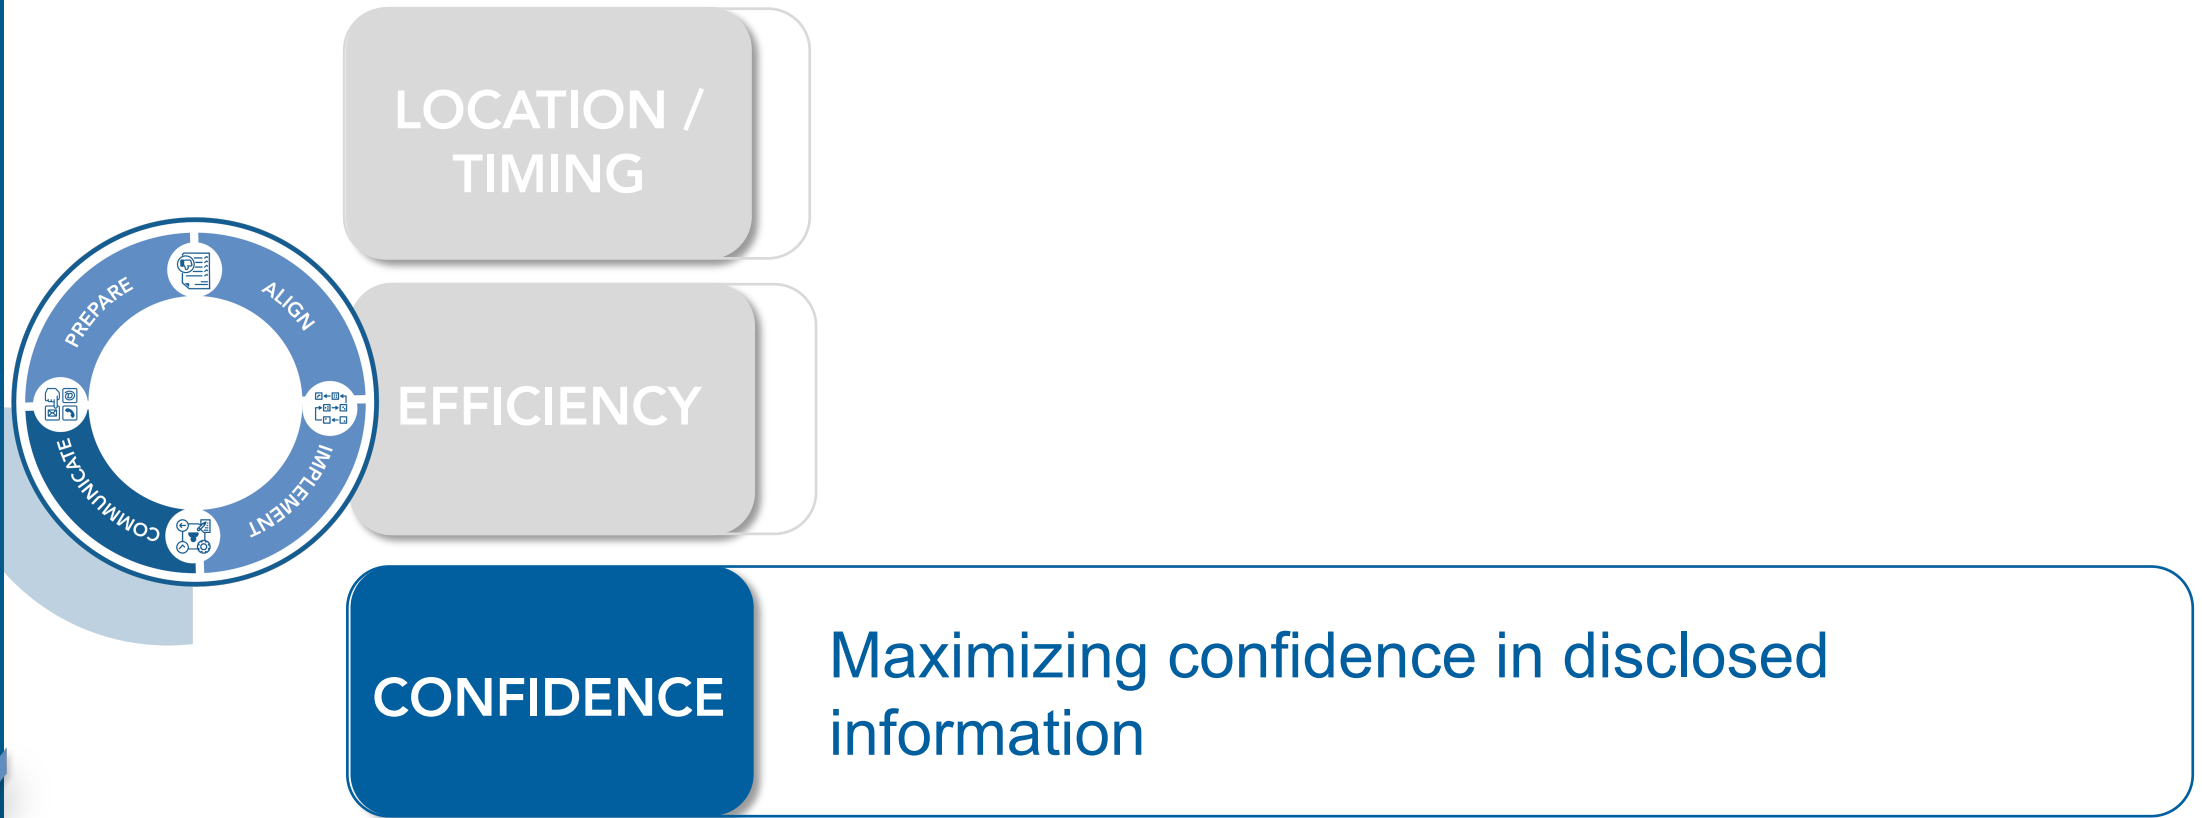 LOCATION /
TIMING
PREPARE
ALIGN
EFFICIENCY
COMMUNICATE
IMPLEMENT
CONFIDENCE
Maximizing confidence in disclosed
information